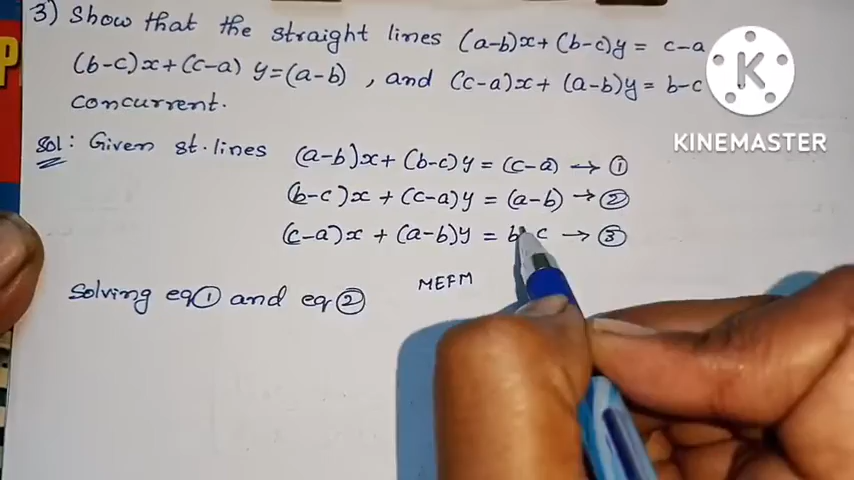 3) Show that the straight lines (a-b)x+(b-c)y = c-a
(b-c)x+(c-a) y=(a-b) , and (c-a)x+ (a-b)y = b-c
concurrent.
Sol: Given st.lines (a-b)x+(b-c)y = (c-a) → ①
(b-c)x + (c-a)y = (a-b) → ②
(c-a)x + (a-b)y = b-c → ③
Solving eq① and eq② MEFM
K
KINEMASTER